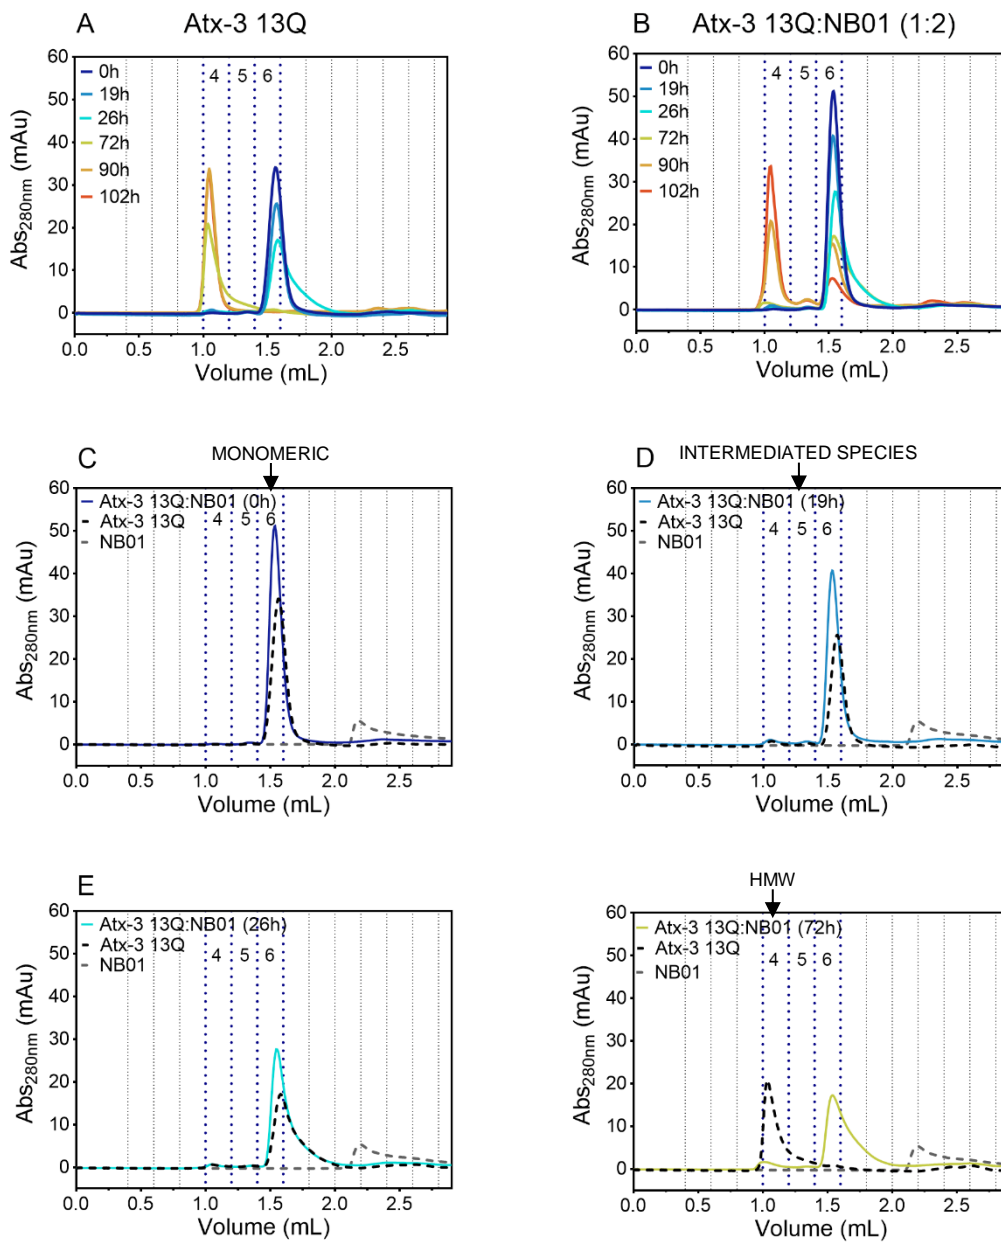 A Atx-3 13Q
60
50
40
30
20
10
0
Abs280nm (mAu)
0h
19h
26h
72h
90h
102h
4 5 6
0.0 0.5 1.0 1.5 2.0 2.5
Volume (mL)
B Atx-3 13Q:NB01 (1:2)
60
50
40
30
20
10
0
Abs280nm (mAu)
0h
19h
26h
72h
90h
102h
4 5 6
0.0 0.5 1.0 1.5 2.0 2.5
Volume (mL)
C MONOMERIC
60
50
40
30
20
10
0
Abs280nm (mAu)
Atx-3 13Q:NB01 (0h)
Atx-3 13Q
NB01
4 5 6
0.0 0.5 1.0 1.5 2.0 2.5
Volume (mL)
D INTERMEDIATED SPECIES
60
50
40
30
20
10
0
Abs280nm (mAu)
Atx-3 13Q:NB01 (19h)
Atx-3 13Q
NB01
4 5 6
0.0 0.5 1.0 1.5 2.0 2.5
Volume (mL)
E
60
50
40
30
20
10
0
Abs280nm (mAu)
Atx-3 13Q:NB01 (26h)
Atx-3 13Q
NB01
4 5 6
0.0 0.5 1.0 1.5 2.0 2.5
Volume (mL)
HMW
60
50
40
30
20
10
0
Abs280nm (mAu)
Atx-3 13Q:NB01 (72h)
Atx-3 13Q
NB01
4 5 6
0.0 0.5 1.0 1.5 2.0 2.5
Volume (mL)